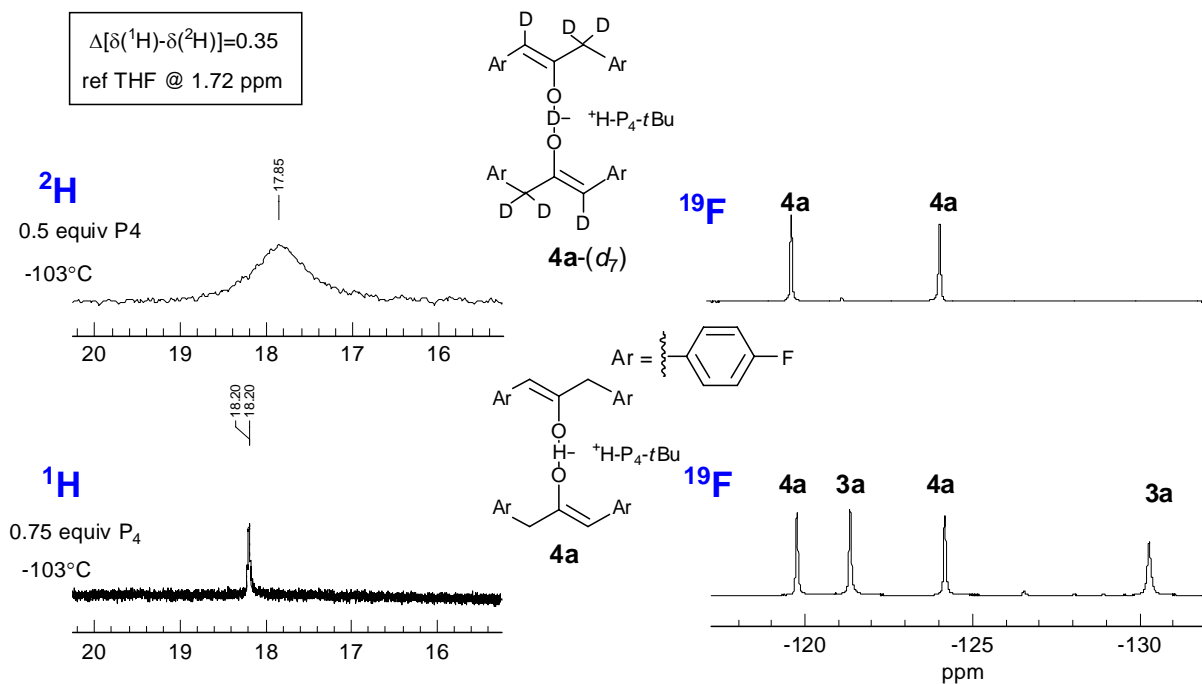 Δ[δ(¹H)-δ(²H)]=0.35
ref THF @ 1.72 ppm
D
D D
Ar
Ar
O
D−
⁺H-P₄-tBu
O
Ar
Ar
D D
D
4a-(d₇)
²H
0.5 equiv P4
-103°C
17.85
20 19 18 17 16
¹⁹F
4a
4a
Ar =
F
Ar
Ar
O
H−
⁺H-P₄-tBu
O
Ar
Ar
4a
¹H
0.75 equiv P₄
-103°C
18.20
18.20
20 19 18 17 16
¹⁹F
4a
3a
4a
3a
-120 -125 -130
ppm